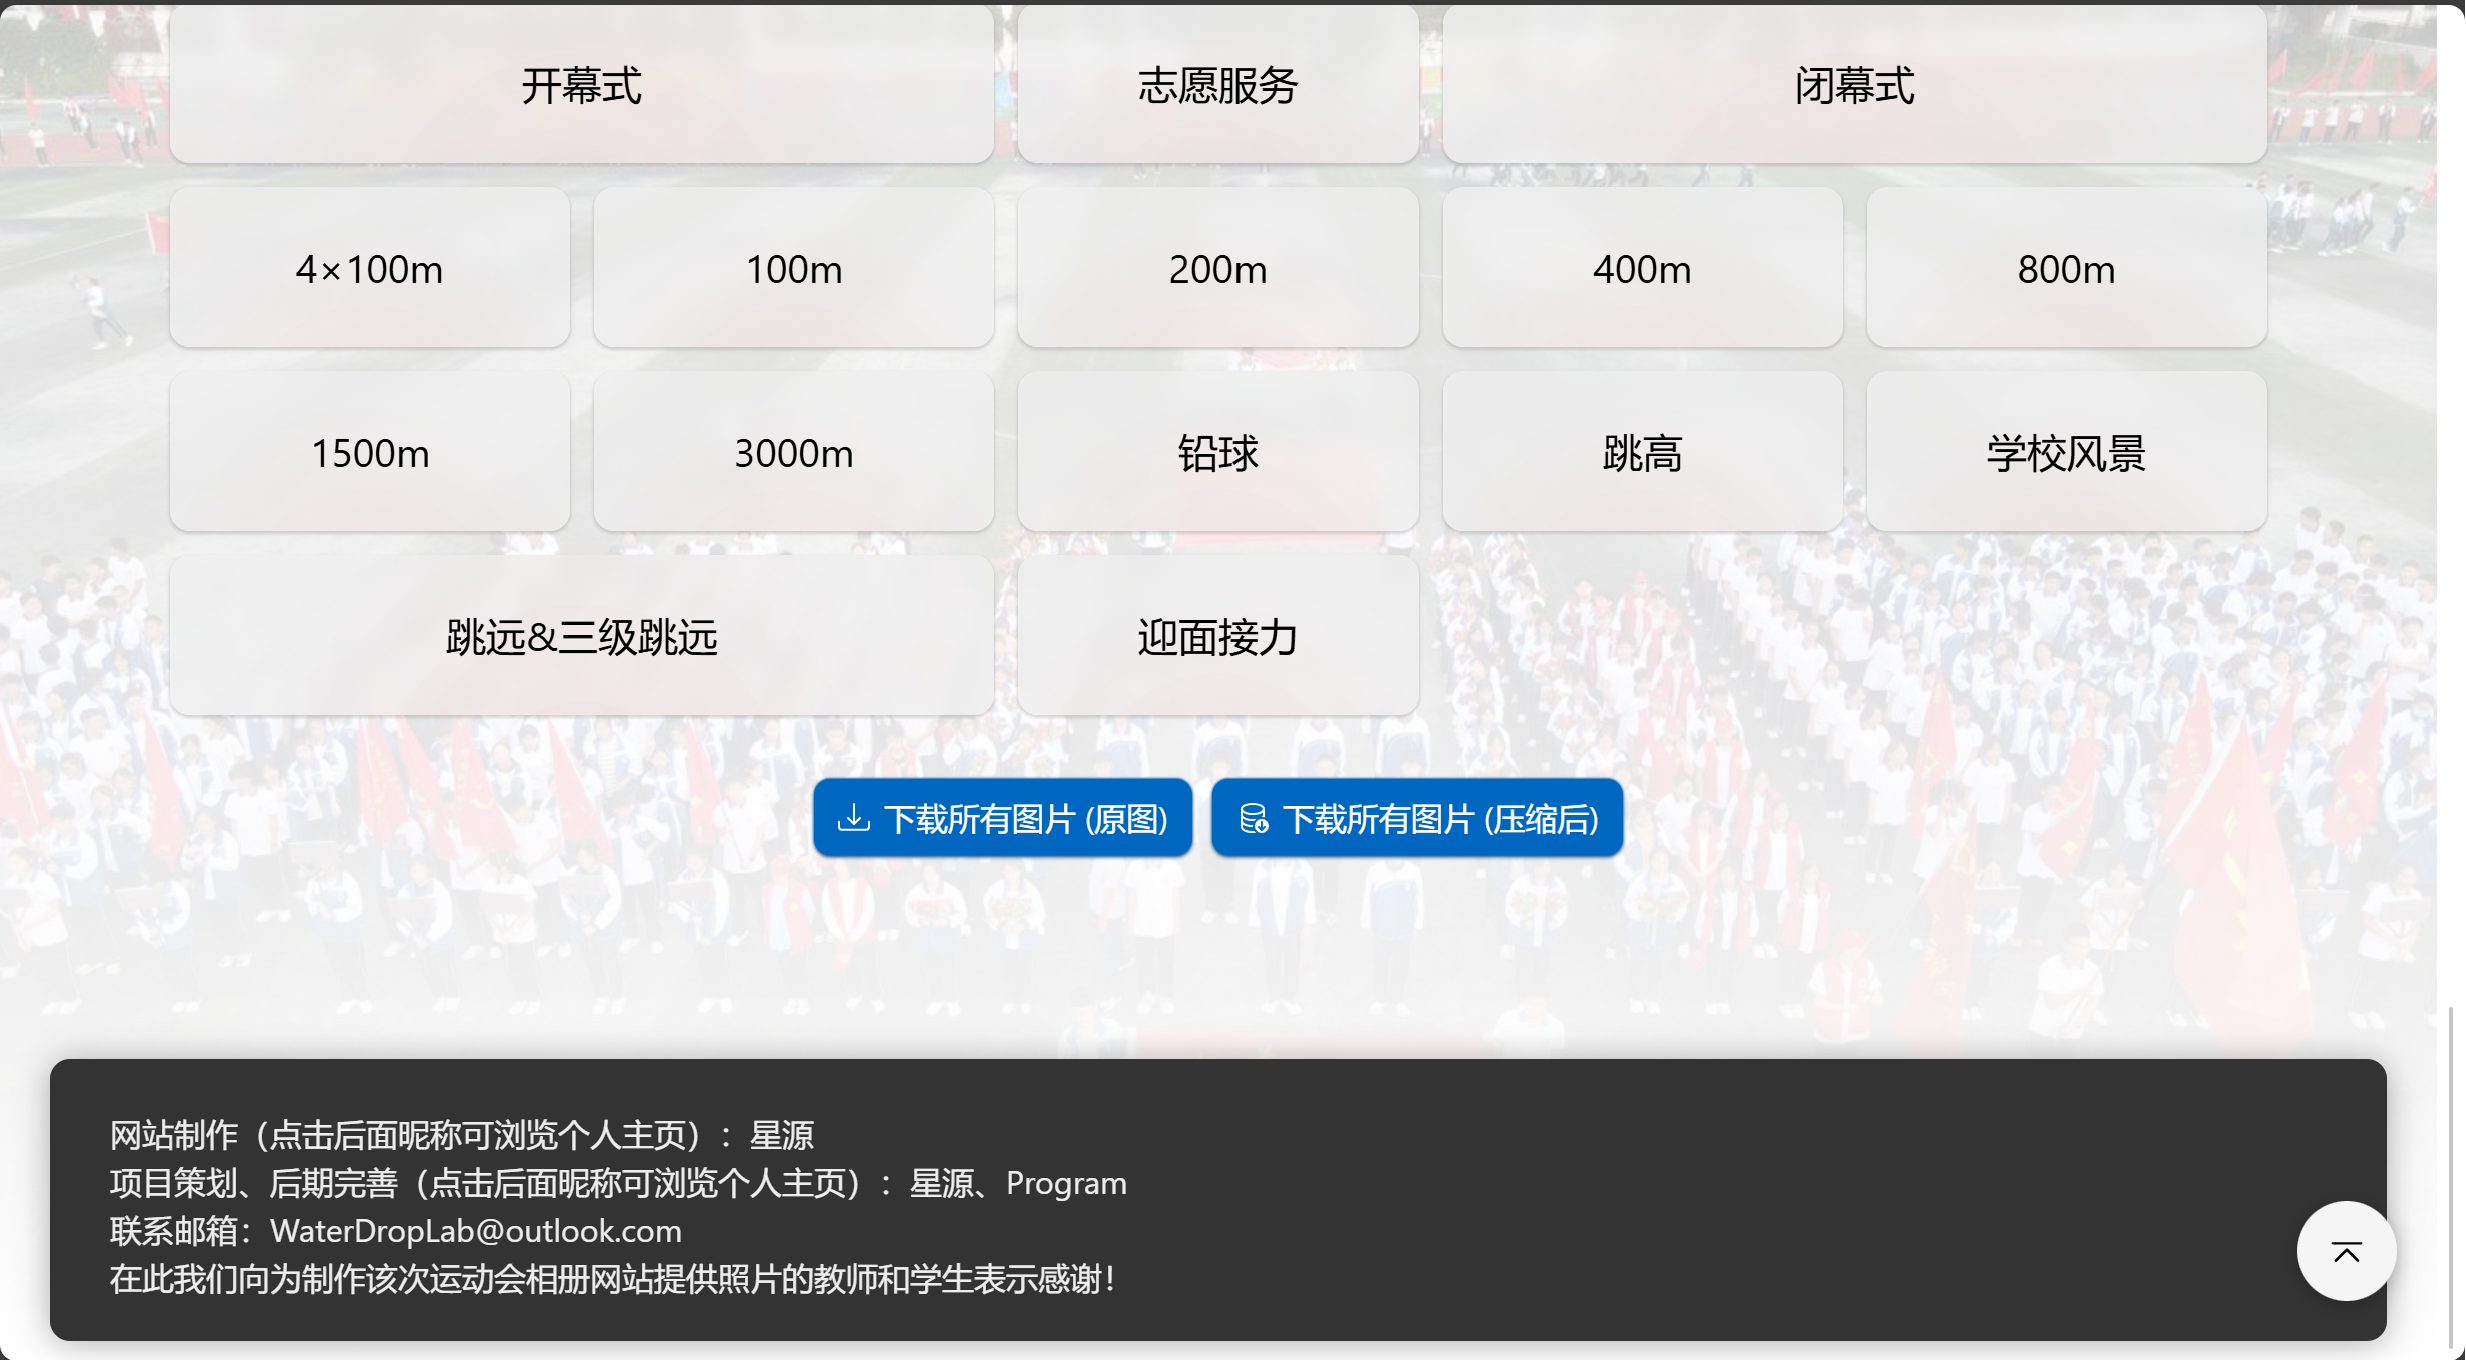 开幕式
志愿服务
闭幕式
4×100m
100m
200m
400m
800m
1500m
3000m
铅球
跳高
学校风景
跳远&三级跳远
迎面接力
下载所有图片 (原图)
下载所有图片 (压缩后)
网站制作（点击后面昵称可浏览个人主页）：星源
项目策划、后期完善（点击后面昵称可浏览个人主页）：星源、Program
联系邮箱：WaterDropLab@outlook.com
在此我们向为制作该次运动会相册网站提供照片的教师和学生表示感谢！